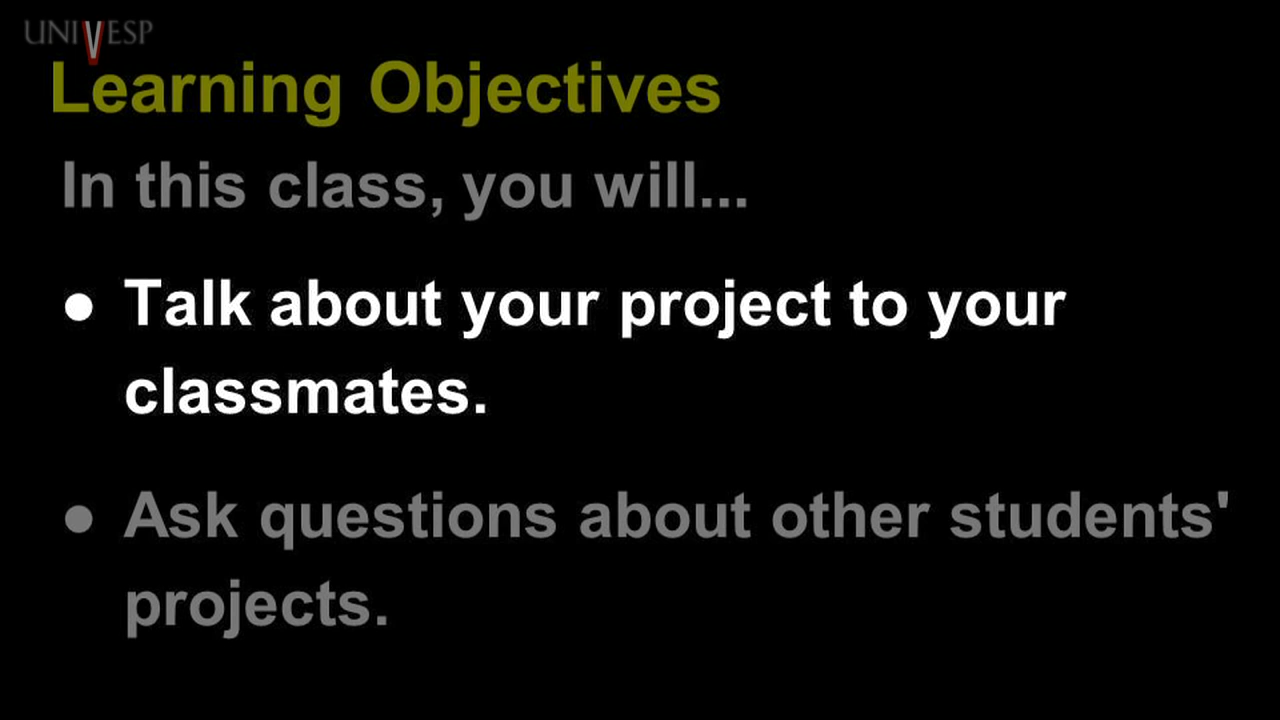 UNIVESP
Learning Objectives
In this class, you will...
● Talk about your project to your
classmates.
● Ask questions about other students'
projects.